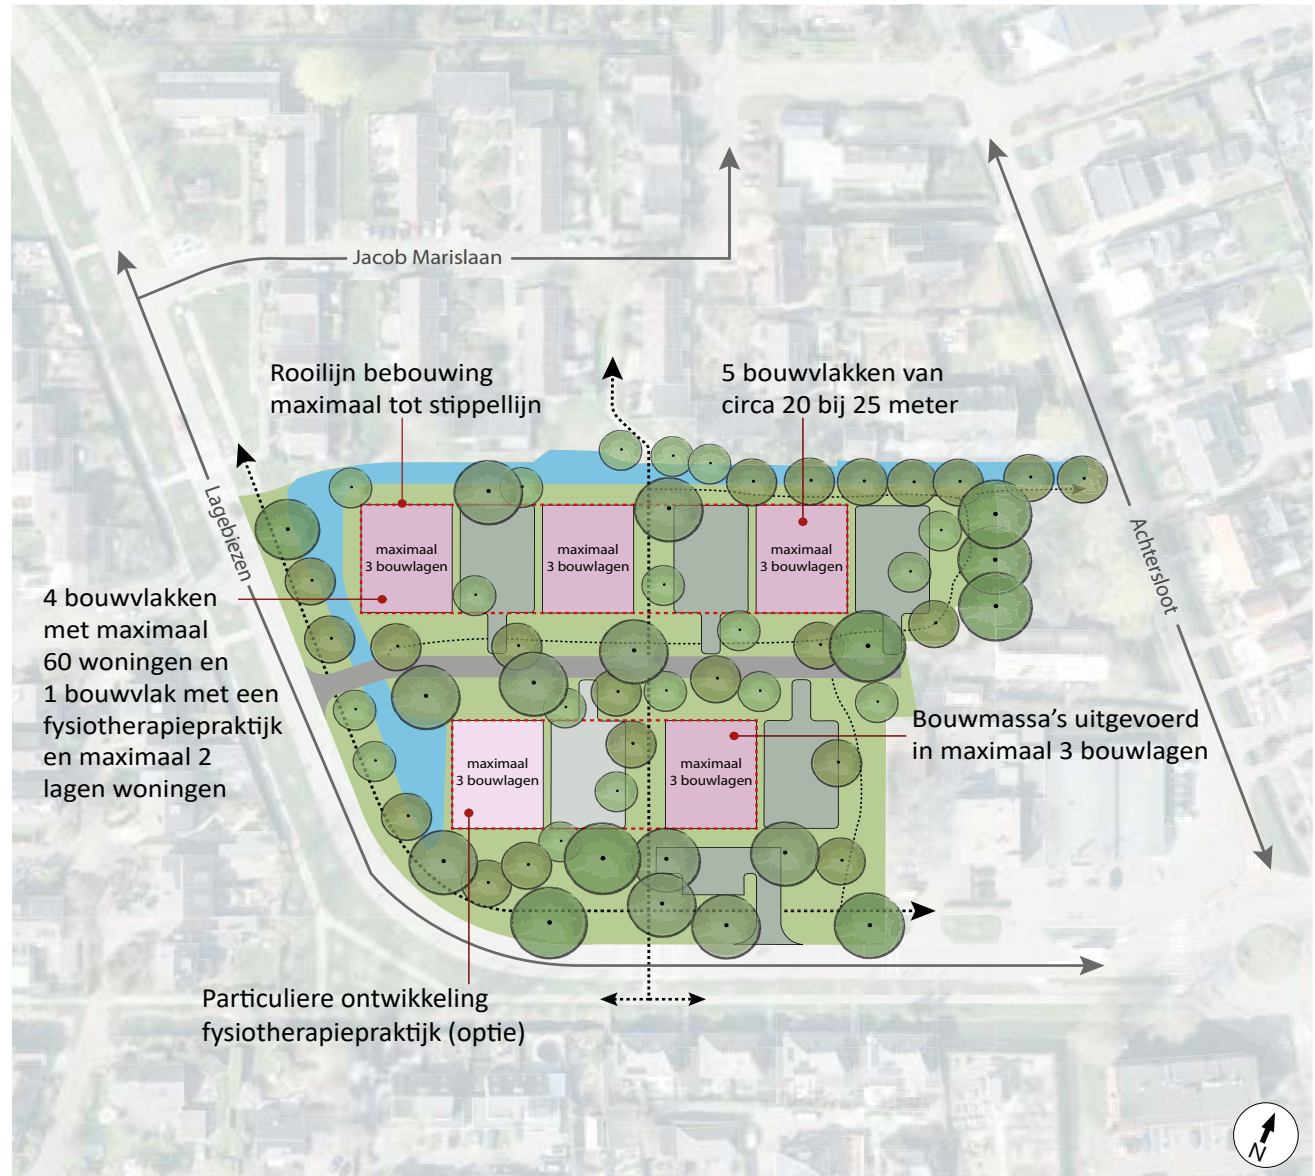 Jacob Marislaan
Rooilijn bebouwing
maximaal tot stippellijn
5 bouwvlakken van
circa 20 bij 25 meter
Lagebiezen
Achtersloot
maximaal
3 bouwlagen
maximaal
3 bouwlagen
maximaal
3 bouwlagen
4 bouwvlakken
met maximaal
60 woningen en
1 bouwvlak met een
fysiotherapiepraktijk
en maximaal 2
lagen woningen
Bouwmassa's uitgevoerd
in maximaal 3 bouwlagen
maximaal
3 bouwlagen
maximaal
3 bouwlagen
Particuliere ontwikkeling
fysiotherapiepraktijk (optie)
N